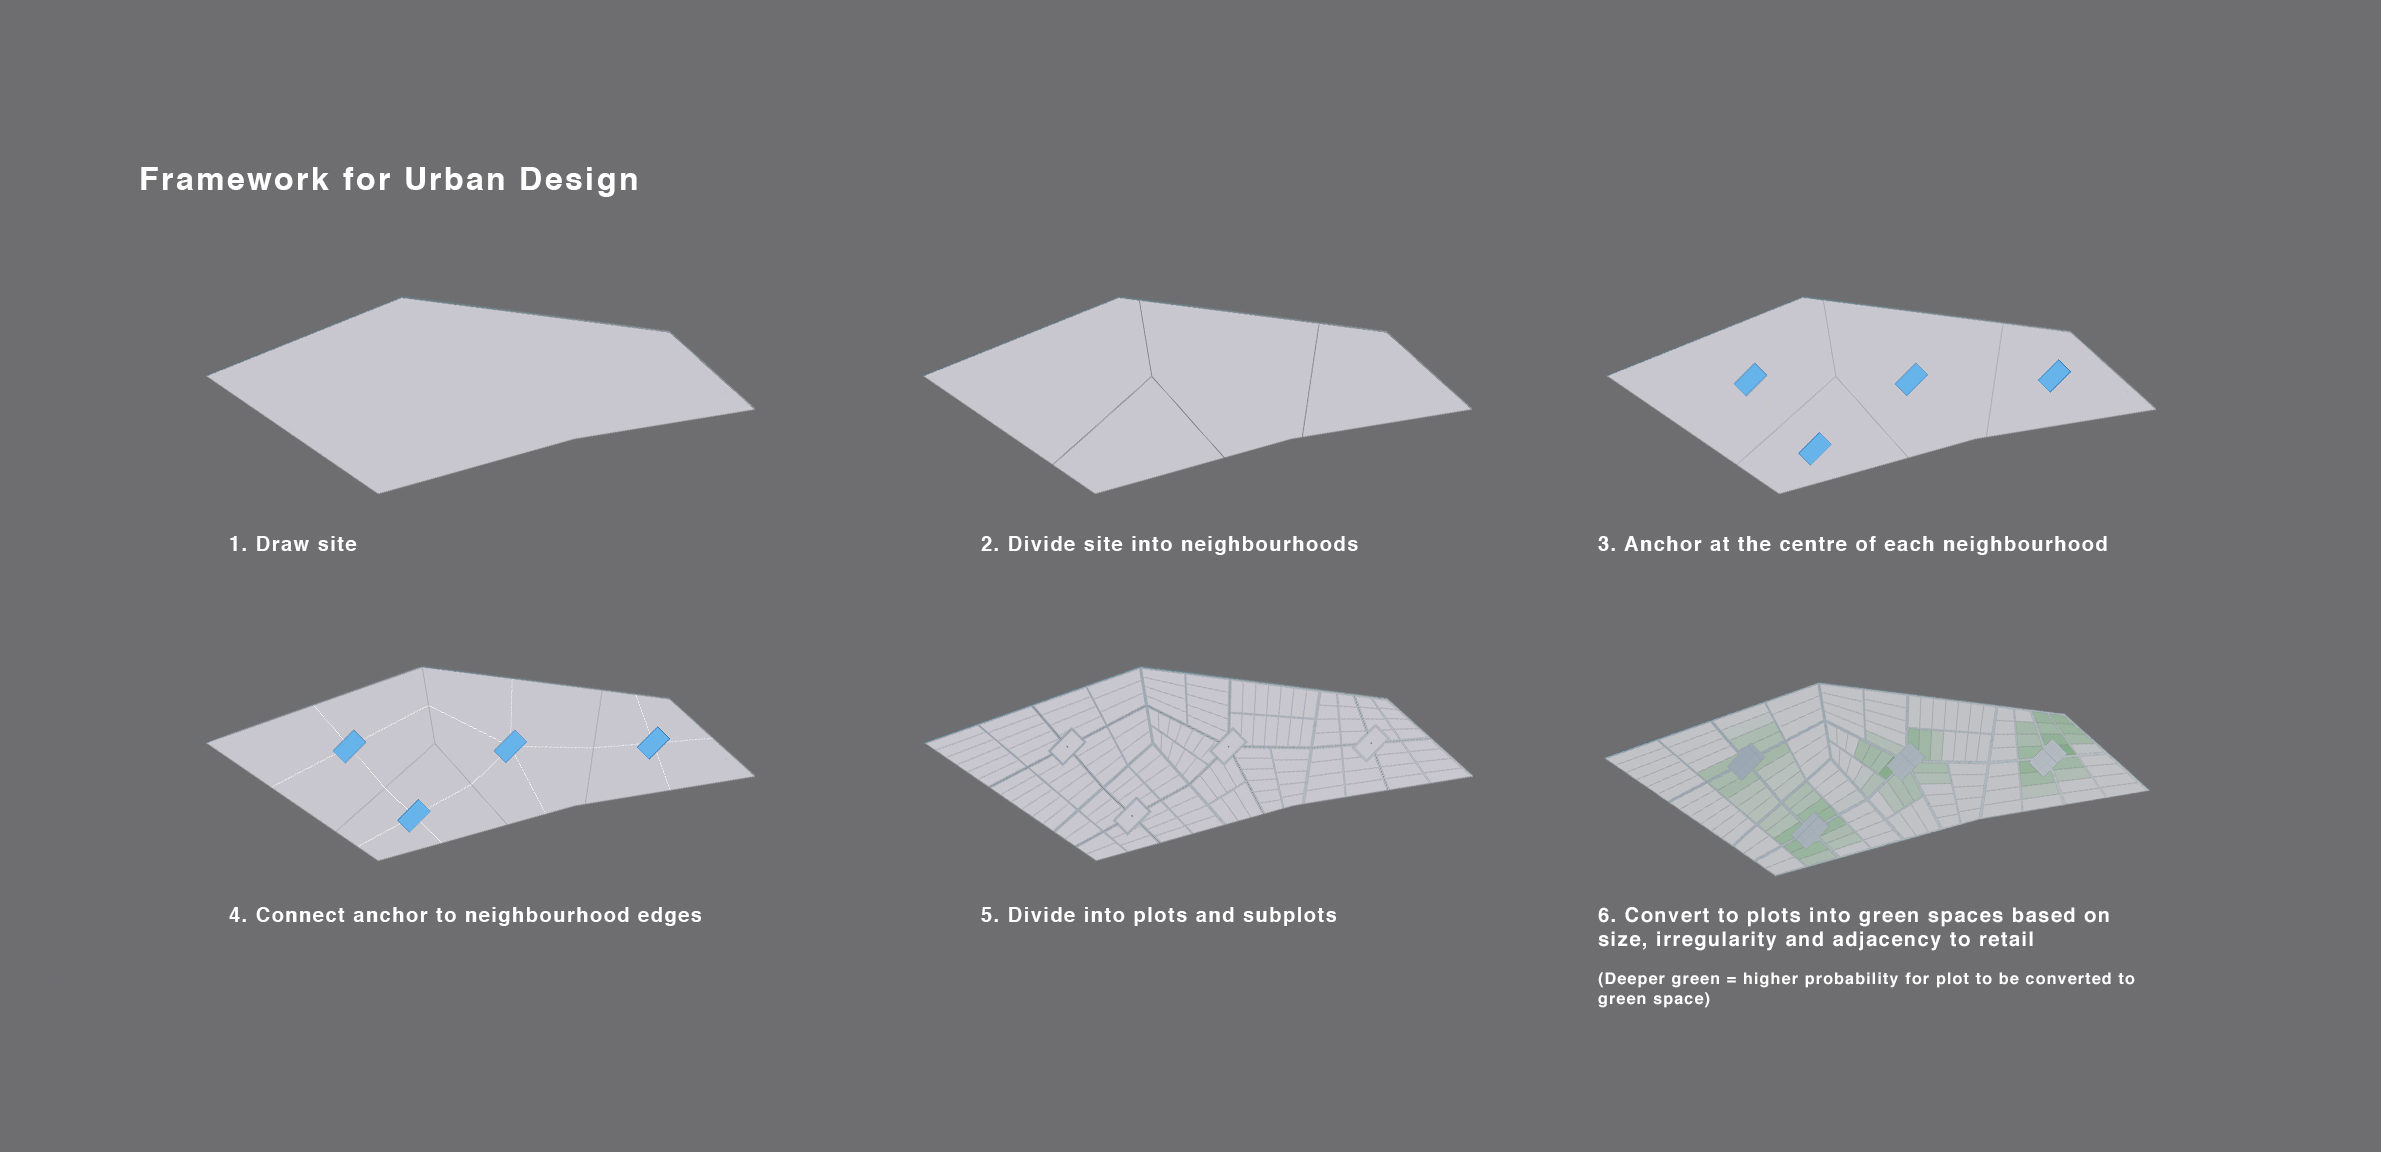 Framework for Urban Design
1. Draw site
2. Divide site into neighbourhoods
3. Anchor at the centre of each neighbourhood
4. Connect anchor to neighbourhood edges
5. Divide into plots and subplots
6. Convert to plots into green spaces based on
size, irregularity and adjacency to retail
(Deeper green = higher probability for plot to be converted to
green space)